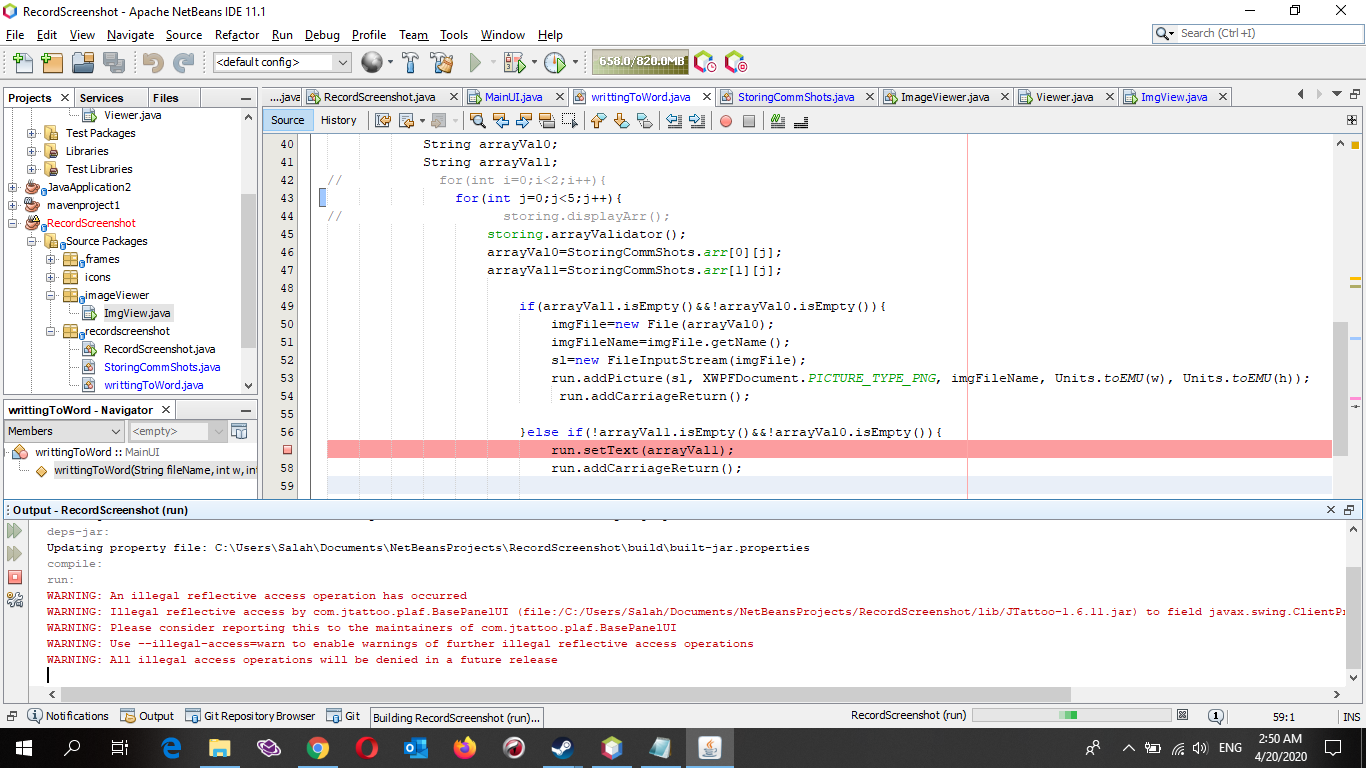 RecordScreenshot - Apache NetBeans IDE 11.1
File Edit View Navigate Source Refactor Run Debug Profile Team Tools Window Help
Search (Ctrl+I)
<default config>
658.0/820.0MB
Projects Services Files
Viewer.java
Test Packages
Libraries
Test Libraries
JavaApplication2
mavenproject1
RecordScreenshot
Source Packages
frames
icons
imageViewer
ImgView.java
recordscreenshot
RecordScreenshot.java
StoringCommShots.java
writtingToWord.java
writtingToWord - Navigator
Members
<empty>
writtingToWord :: MainUI
writtingToWord(String fileName, int w, int
....java RecordScreenshot.java MainUI.java writtingToWord.java StoringCommShots.java ImageViewer.java Viewer.java ImgView.java
Source History
40 String arrayVal0;
41 String arrayVal1;
42 // for(int i=0;i<2;i++){
43 for(int j=0;j<5;j++){
44 // storing.displayArr();
45 storing.arrayValidator();
46 arrayVal0=StoringCommShots.arr[0][j];
47 arrayVal1=StoringCommShots.arr[1][j];
48
49 if(arrayVal1.isEmpty()&&!arrayVal0.isEmpty()){
50 imgFile=new File(arrayVal0);
51 imgFileName=imgFile.getName();
52 sl=new FileInputStream(imgFile);
53 run.addPicture(sl, XWPFDocument.PICTURE_TYPE_PNG, imgFileName, Units.toEMU(w), Units.toEMU(h));
54 run.addCarriageReturn();
55
56 }else if(!arrayVal1.isEmpty()&&!arrayVal0.isEmpty()){
run.setText(arrayVal1);
58 run.addCarriageReturn();
59
Output - RecordScreenshot (run)
deps-jar:
Updating property file: C:\Users\Salah\Documents\NetBeansProjects\RecordScreenshot\build\built-jar.properties
compile:
run:
WARNING: An illegal reflective access operation has occurred
WARNING: Illegal reflective access by com.jtattoo.plaf.BasePanelUI (file:/C:/Users/Salah/Documents/NetBeansProjects/RecordScreenshot/lib/JTattoo-1.6.11.jar) to field javax.swing.ClientPr
WARNING: Please consider reporting this to the maintainers of com.jtattoo.plaf.BasePanelUI
WARNING: Use --illegal-access=warn to enable warnings of further illegal reflective access operations
WARNING: All illegal access operations will be denied in a future release
Notifications Output Git Repository Browser Git Building RecordScreenshot (run)... RecordScreenshot (run) 59:1 INS
ENG
2:50 AM
4/20/2020